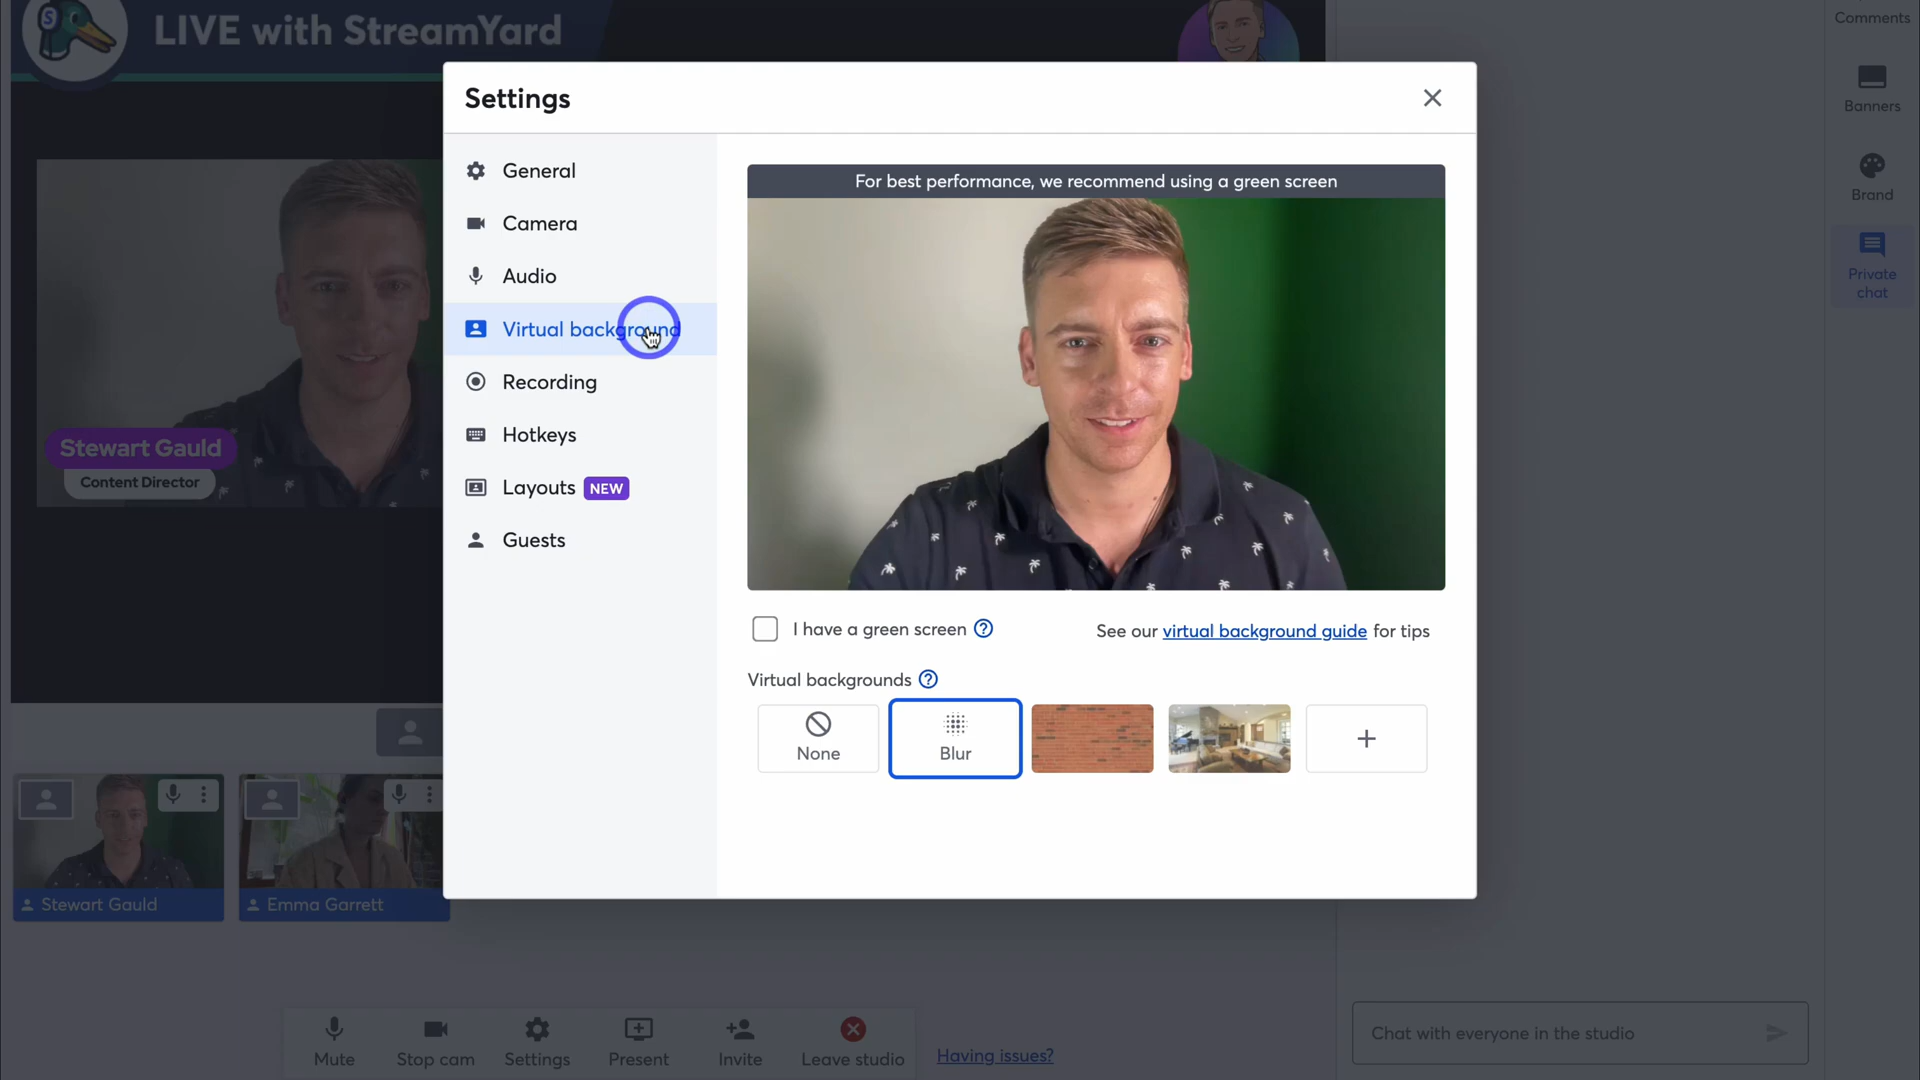 LIVE with StreamYard
Comments
Banners
Brand
Private
chat
Stewart Gauld
Content Director
Settings
General
Camera
Audio
Virtual background
Recording
Hotkeys
Layouts NEW
Guests
For best performance, we recommend using a green screen
I have a green screen ?
See our virtual background guide for tips
Virtual backgrounds ?
None
Blur
Stewart Gauld
Emma Garrett
Mute
Stop cam
Settings
Present
Invite
Leave studio
Having issues?
Chat with everyone in the studio